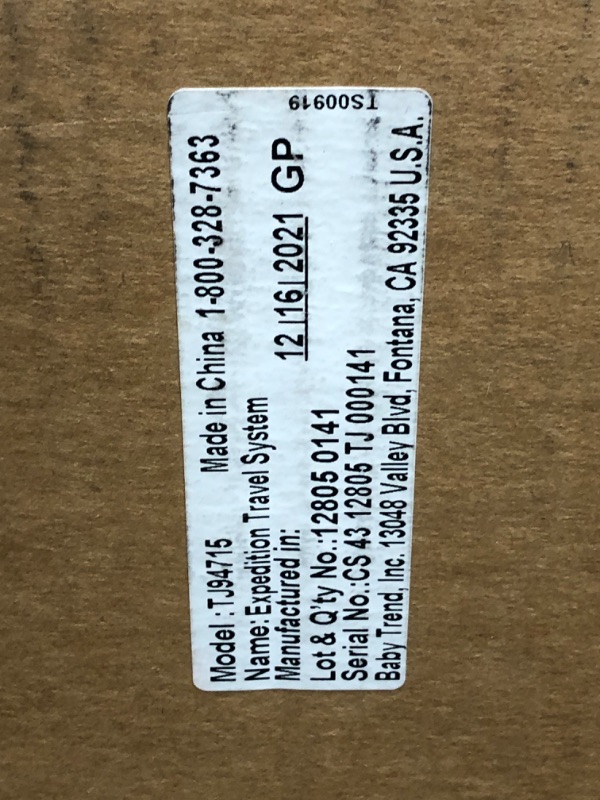 Model : TJ94715 Made in China 1-800-328-7363
Name: Expedition Travel System
Manufactured in: 12 | 16 | 2021 GP
Lot & Q'ty No.:12805 0141
Serial No.:CS 43 12805 TJ 000141
Baby Trend, Inc. 13048 Valley Blvd, Fontana, CA 92335 U.S.A.
TS00919